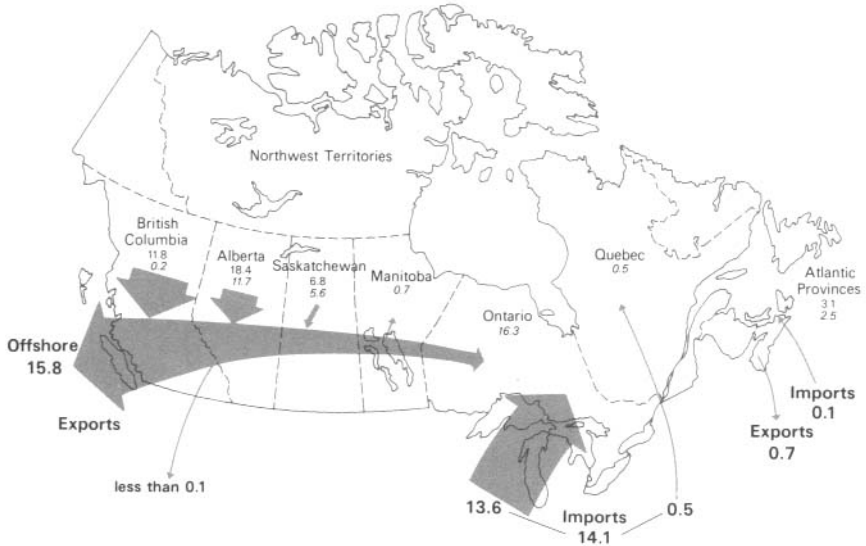 Northwest Territories
British
Columbia
11.8
0.2
Alberta
18.4
11.7
Saskatchewan
6.8
5.6
Manitoba
0.7
Ontario
16.3
Quebec
0.5
Atlantic
Provinces
3.1
2.5
Offshore
15.8
Exports
less than 0.1
13.6
Imports
14.1
0.5
Exports
0.7
Imports
0.1